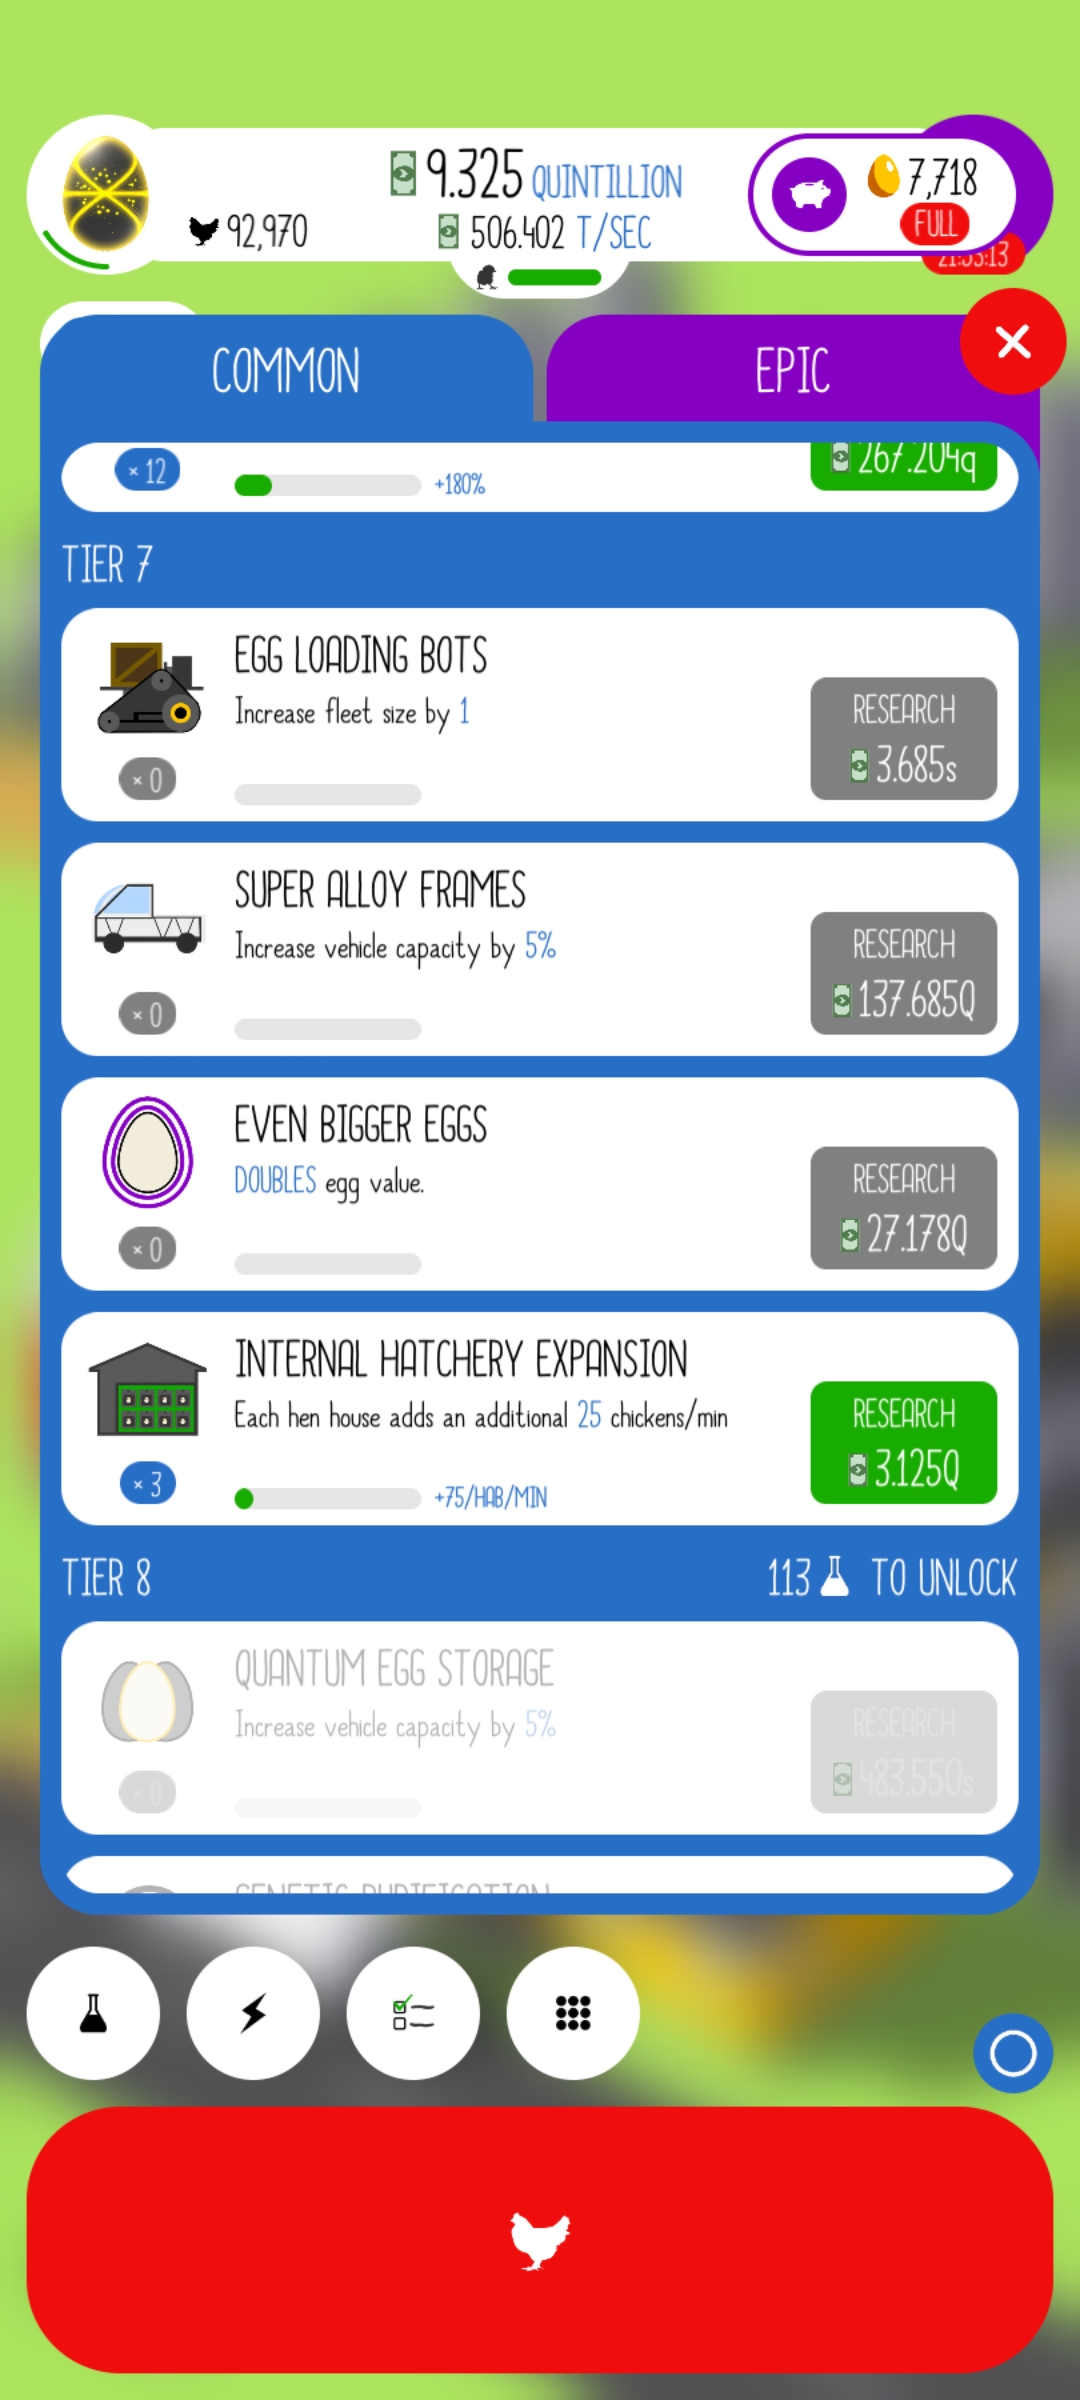 9.325 QUINTILLION
92,970
506.402 T/SEC
7,718
FULL
21:53:13
COMMON
EPIC
× 12
+180%
267.204q
TIER 7
EGG LOADING BOTS
Increase fleet size by 1
RESEARCH
3.685s
× 0
SUPER ALLOY FRAMES
Increase vehicle capacity by 5%
RESEARCH
137.685Q
× 0
EVEN BIGGER EGGS
DOUBLES egg value.
RESEARCH
27.178Q
× 0
INTERNAL HATCHERY EXPANSION
Each hen house adds an additional 25 chickens/min
RESEARCH
3.125Q
× 3
+75/HAB/MIN
TIER 8
113 TO UNLOCK
QUANTUM EGG STORAGE
Increase vehicle capacity by 5%
RESEARCH
483.550s
× 0
GENETIC PURIFICATION